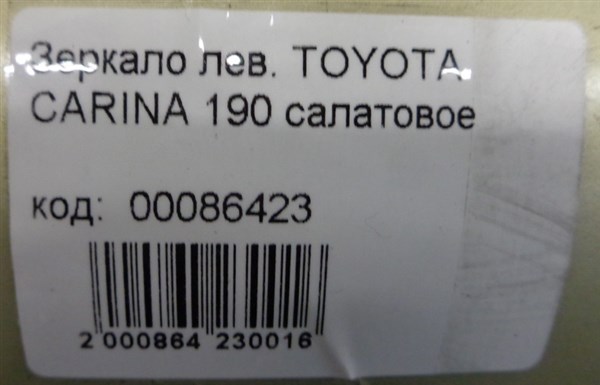 Зеркало лев. TOYOTA
CARINA 190 салатовое
код: 00086423
2 000864 230016